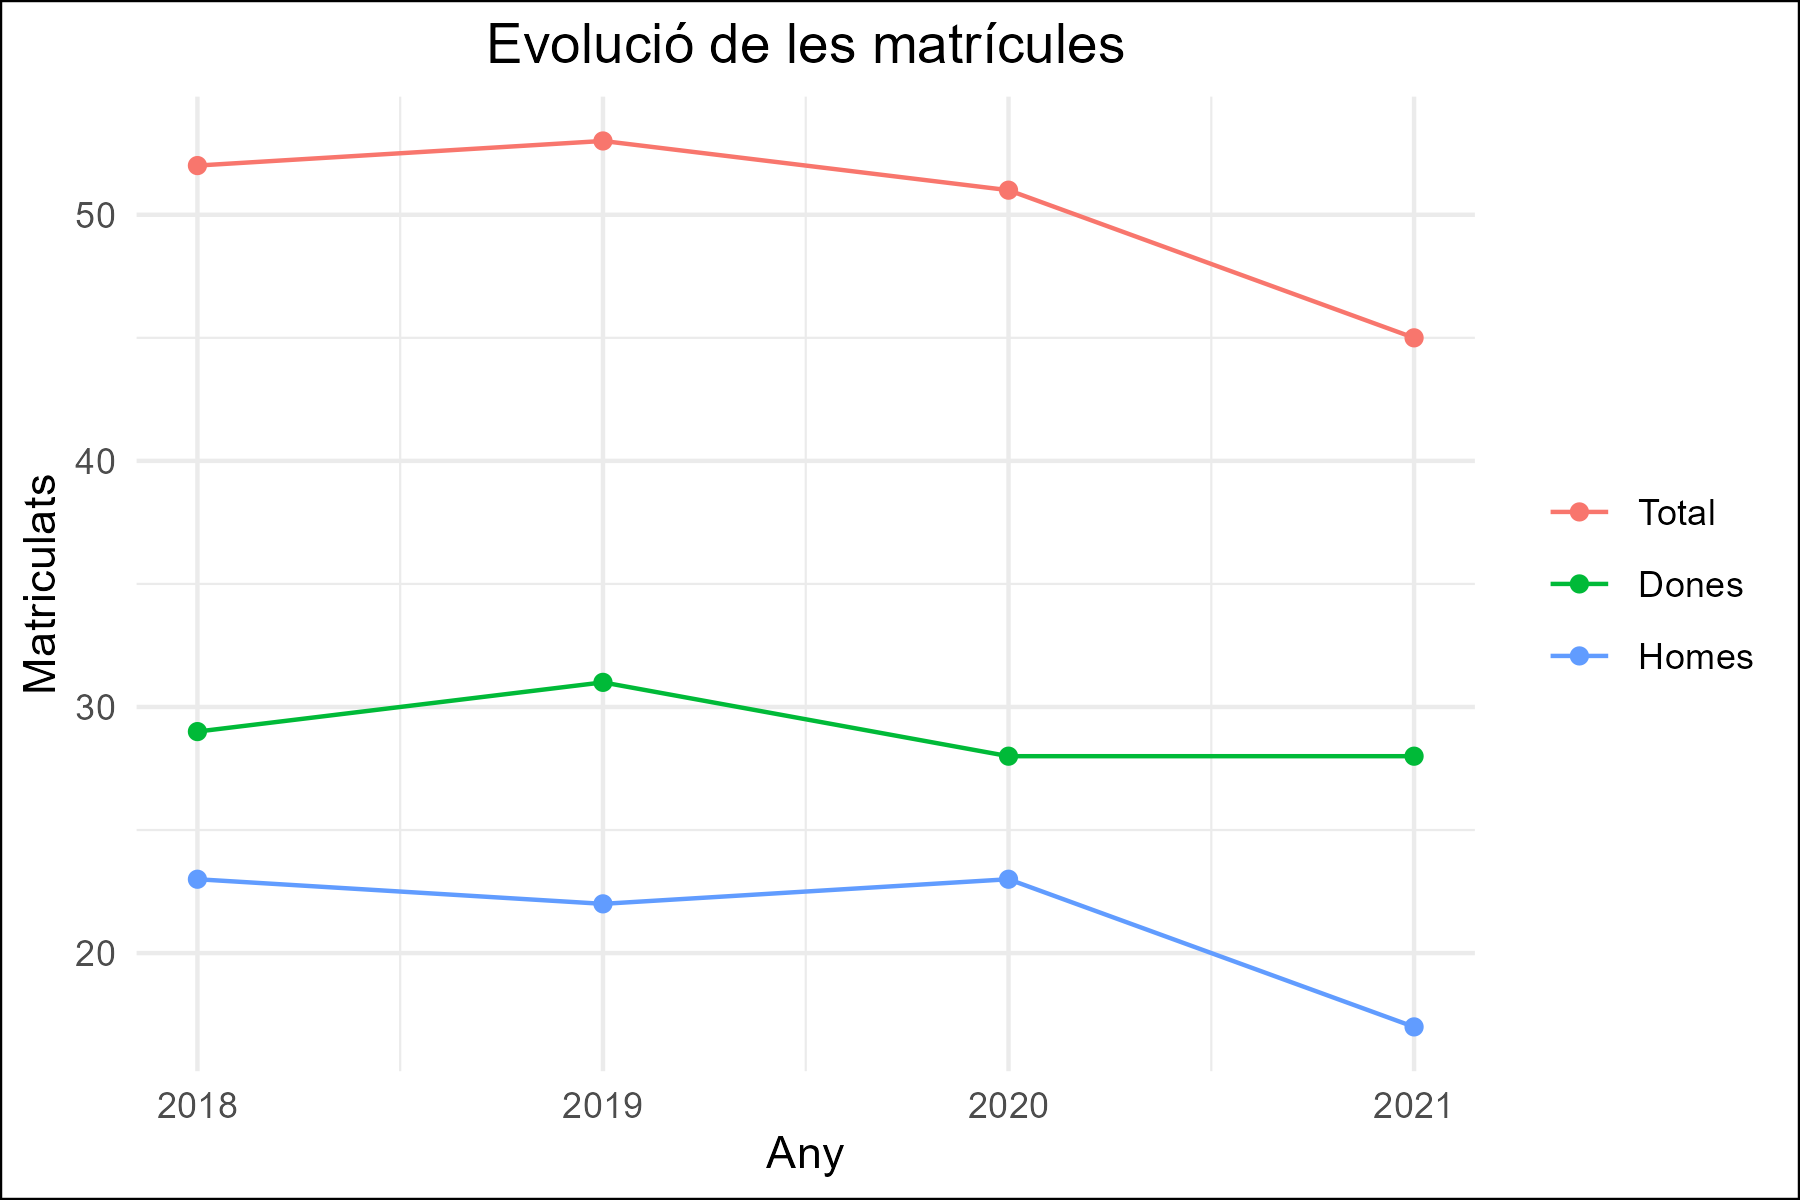 Evolució de les matrícules
Matriculats
50
40
30
20
2018 2019 2020 2021
Any
Total
Dones
Homes